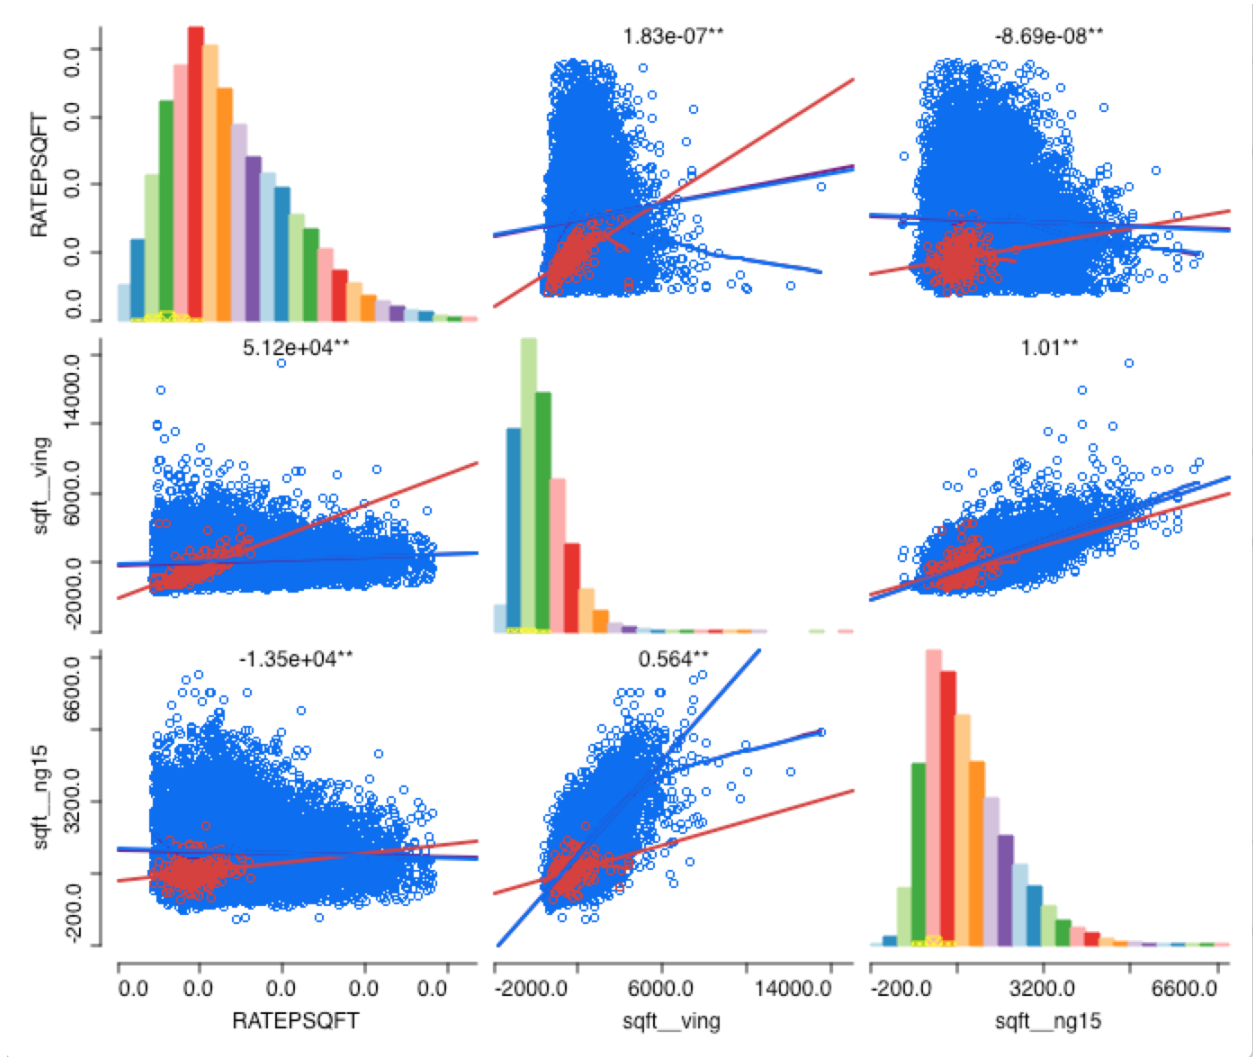 1.83e-07**
-8.69e-08**
RATEPSQFT
0.0
0.0
0.0
0.0
0.0
5.12e+04**
1.01**
sqft__ving
14000.0
6000.0
-2000.0
-1.35e+04**
0.564**
sqft__ng15
6600.0
3200.0
-200.0
0.0 0.0 0.0 0.0 0.0
-2000.0 6000.0 14000.0
-200.0 3200.0 6600.0
RATEPSQFT
sqft__ving
sqft__ng15